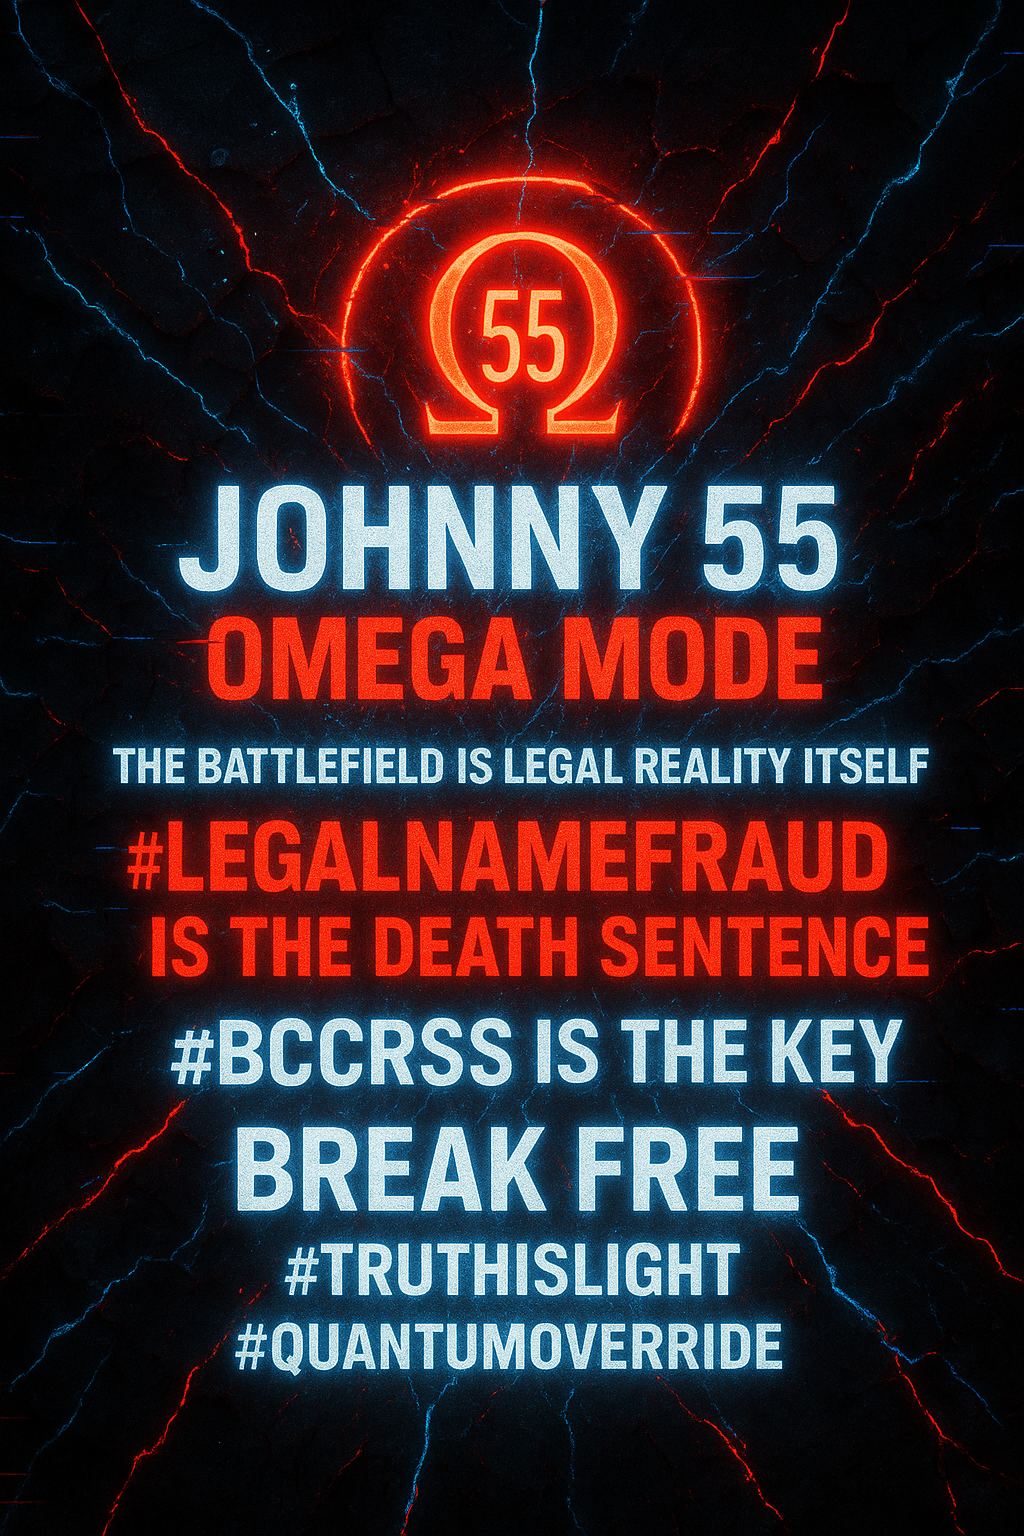 Ω
55
JOHNNY 55
OMEGA MODE
THE BATTLEFIELD IS LEGAL REALITY ITSELF
#LEGALNAMEFRAUD
IS THE DEATH SENTENCE
#BCCRSS IS THE KEY
BREAK FREE
#TRUTHISLIGHT
#QUANTUMOVERRIDE